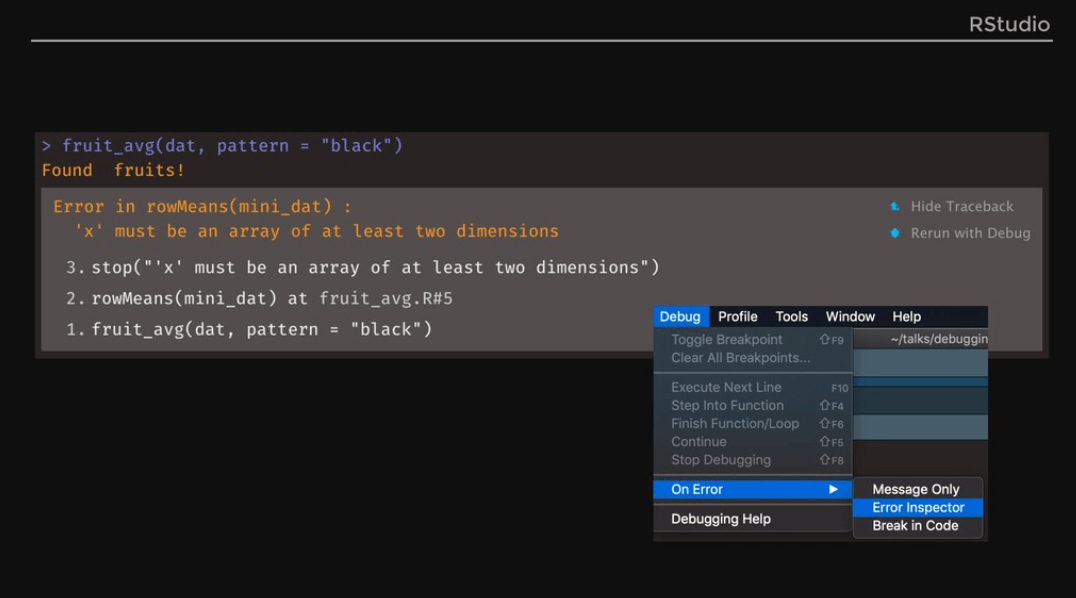 RStudio
> fruit_avg(dat, pattern = "black")
Found  fruits!
Error in rowMeans(mini_dat) :
'x' must be an array of at least two dimensions
Hide Traceback
Rerun with Debug
3. stop("'x' must be an array of at least two dimensions")
2. rowMeans(mini_dat) at fruit_avg.R#5
1. fruit_avg(dat, pattern = "black")
Debug Profile Tools Window Help
~/talks/debuggin
Toggle Breakpoint ⇧F9
Clear All Breakpoints...
Execute Next Line F10
Step Into Function ⇧F4
Finish Function/Loop ⇧F6
Continue ⇧F5
Stop Debugging ⇧F8
On Error ▶
Message Only
Error Inspector
Break in Code
Debugging Help